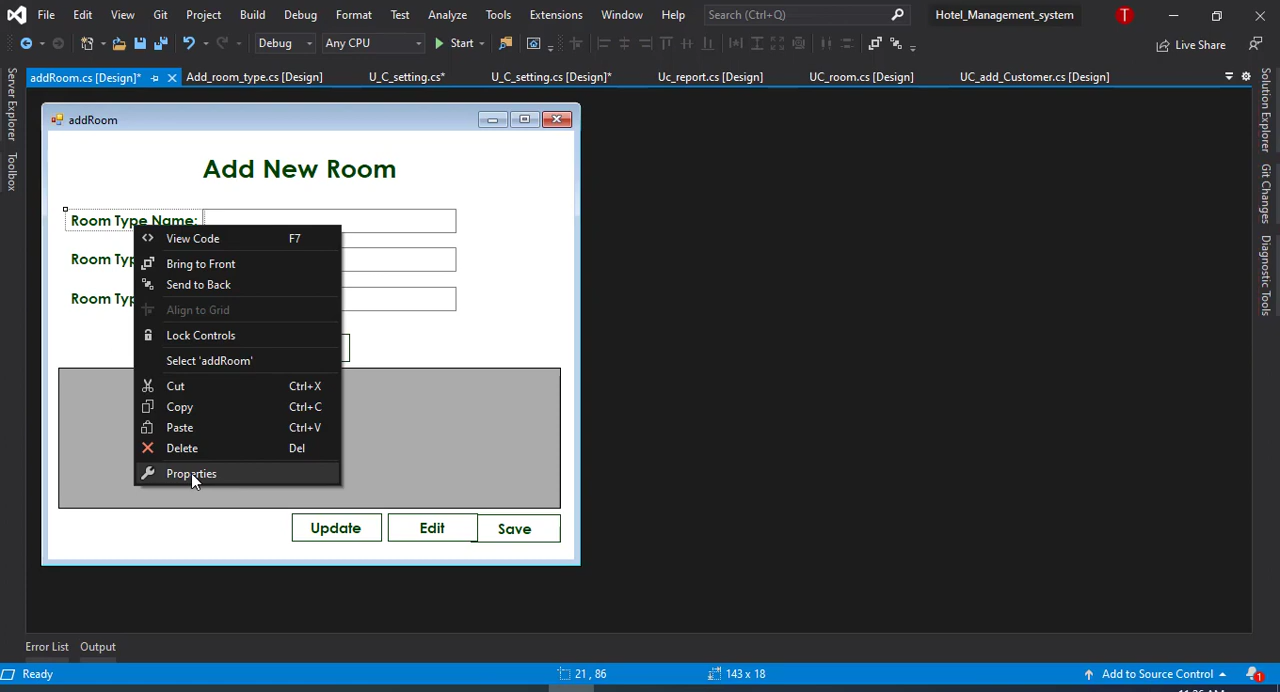 File Edit View Git Project Build Debug Format Test Analyze Tools Extensions Window Help Search (Ctrl+Q) Hotel_Management_system T
Debug Any CPU Start Live Share
addRoom.cs [Design]* Add_room_type.cs [Design] U_C_setting.cs* U_C_setting.cs [Design]* Uc_report.cs [Design] UC_room.cs [Design] UC_add_Customer.cs [Design]
Server Explorer
Toolbox
Solution Explorer
Git Changes
Diagnostic Tools
addRoom
Add New Room
Room Type Name:
Room Typ
Room Typ
View Code F7
Bring to Front
Send to Back
Align to Grid
Lock Controls
Select 'addRoom'
Cut Ctrl+X
Copy Ctrl+C
Paste Ctrl+V
Delete Del
Properties
Update Edit Save
Error List Output
Ready 21 , 86 143 x 18 Add to Source Control 1